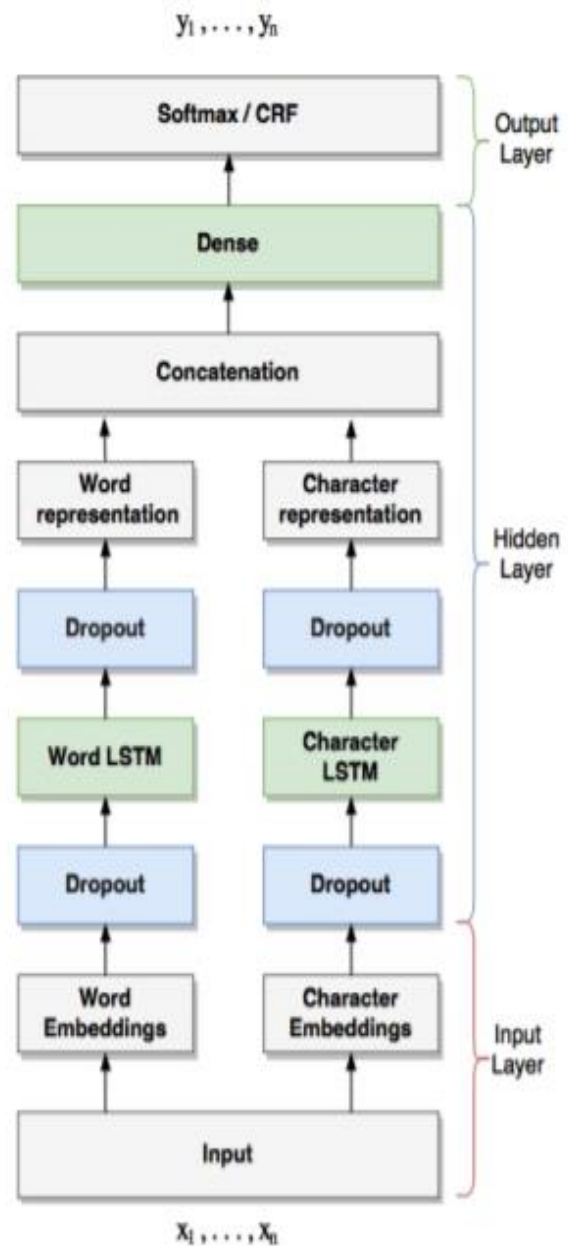 y1 , . . . , yn
Softmax / CRF
Output
Layer
Dense
Concatenation
Word
representation
Character
representation
Hidden
Layer
Dropout
Dropout
Word LSTM
Character
LSTM
Dropout
Dropout
Word
Embeddings
Character
Embeddings
Input
Layer
Input
x1 , . . . , xn